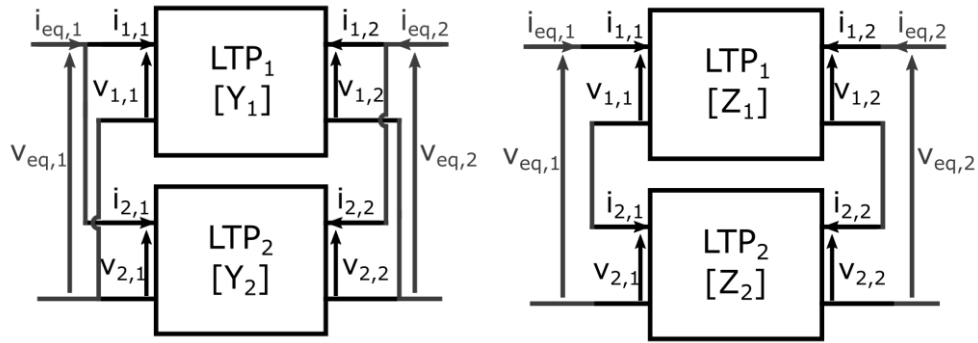 i_eq,1 i_1,1 i_1,2 i_eq,2
LTP_1
[Y_1]
v_1,1 v_1,2
v_eq,1 v_eq,2
i_2,1 i_2,2
LTP_2
[Y_2]
v_2,1 v_2,2
i_eq,1 i_1,1 i_1,2 i_eq,2
LTP_1
[Z_1]
v_1,1 v_1,2
v_eq,1 v_eq,2
i_2,1 i_2,2
LTP_2
[Z_2]
v_2,1 v_2,2